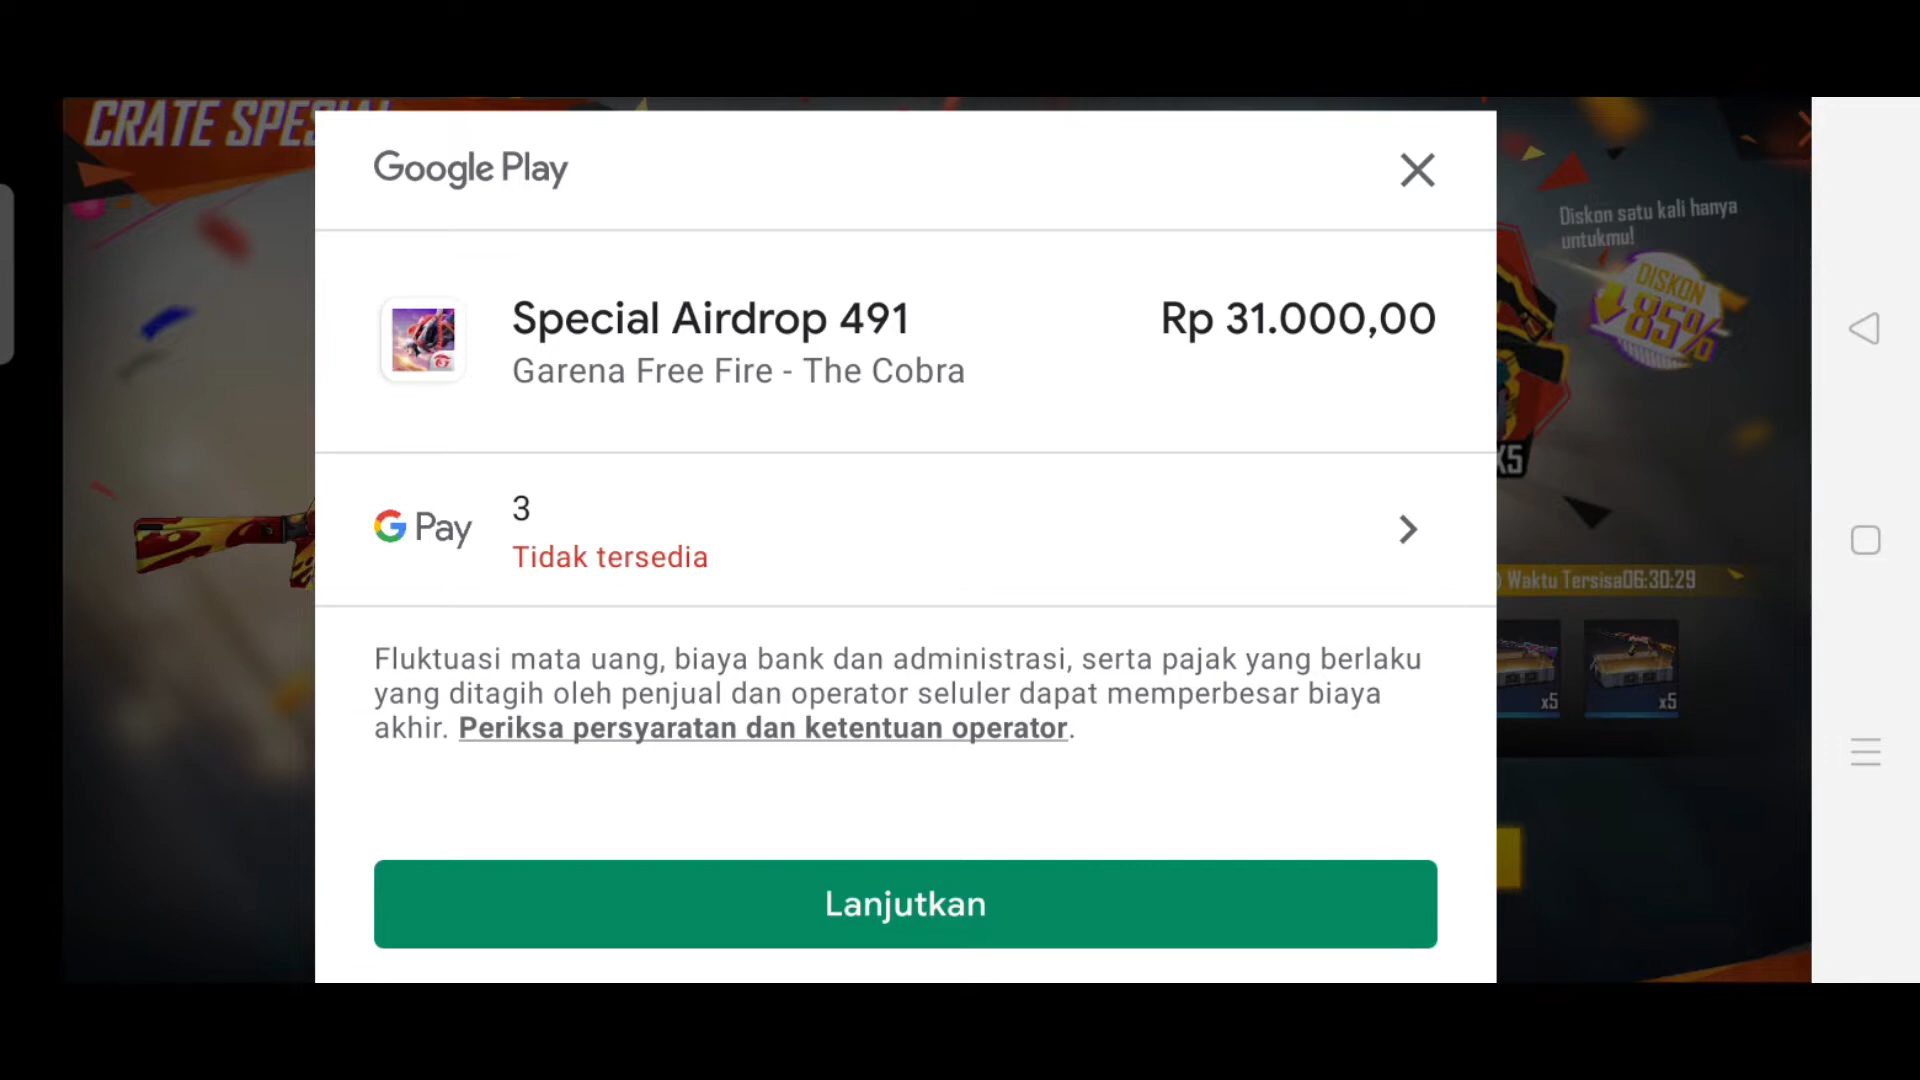 CRATE SPECIAL
Google Play
Special Airdrop 491
Rp 31.000,00
Garena Free Fire - The Cobra
G Pay
3
Tidak tersedia
Fluktuasi mata uang, biaya bank dan administrasi, serta pajak yang berlaku
yang ditagih oleh penjual dan operator seluler dapat memperbesar biaya
akhir. Periksa persyaratan dan ketentuan operator.
Lanjutkan
Diskon satu kali hanya
untukmu!
DISKON
85%
X5
Waktu Tersisa06:30:29
x5
x5